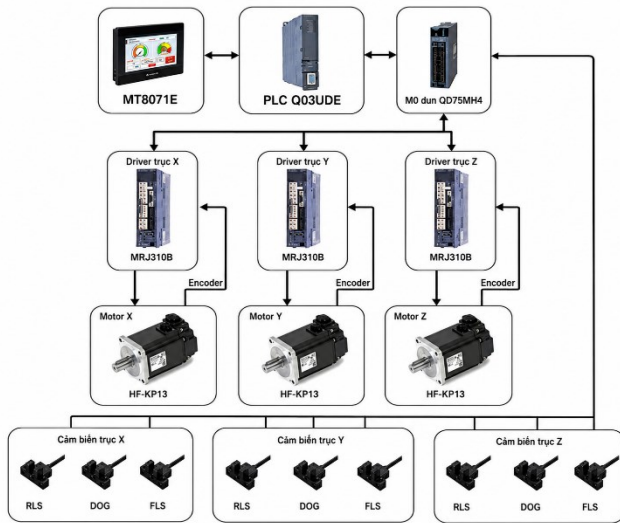 MT8071E
PLC Q03UDE
M0 dun QD75MH4
Driver trục X
Driver trục Y
Driver trục Z
MRJ310B
MRJ310B
MRJ310B
Encoder
Encoder
Encoder
Motor X
Motor Y
Motor Z
HF-KP13
HF-KP13
HF-KP13
Cảm biến trục X
Cảm biến trục Y
Cảm biến trục Z
RLS
DOG
FLS
RLS
DOG
FLS
RLS
DOG
FLS